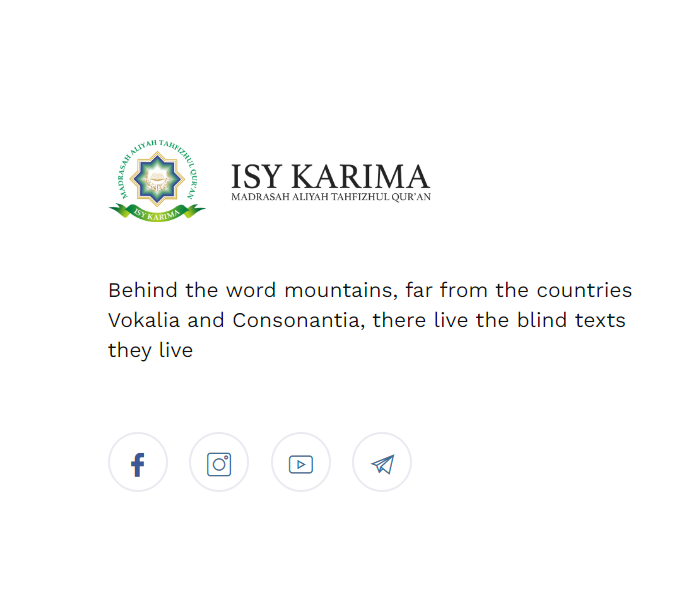 MADRASAH ALIYAH TAHFIZHUL QUR'AN
ISY KARIMA
ISY KARIMA
MADRASAH ALIYAH TAHFIZHUL QUR'AN
Behind the word mountains, far from the countries
Vokalia and Consonantia, there live the blind texts
they live